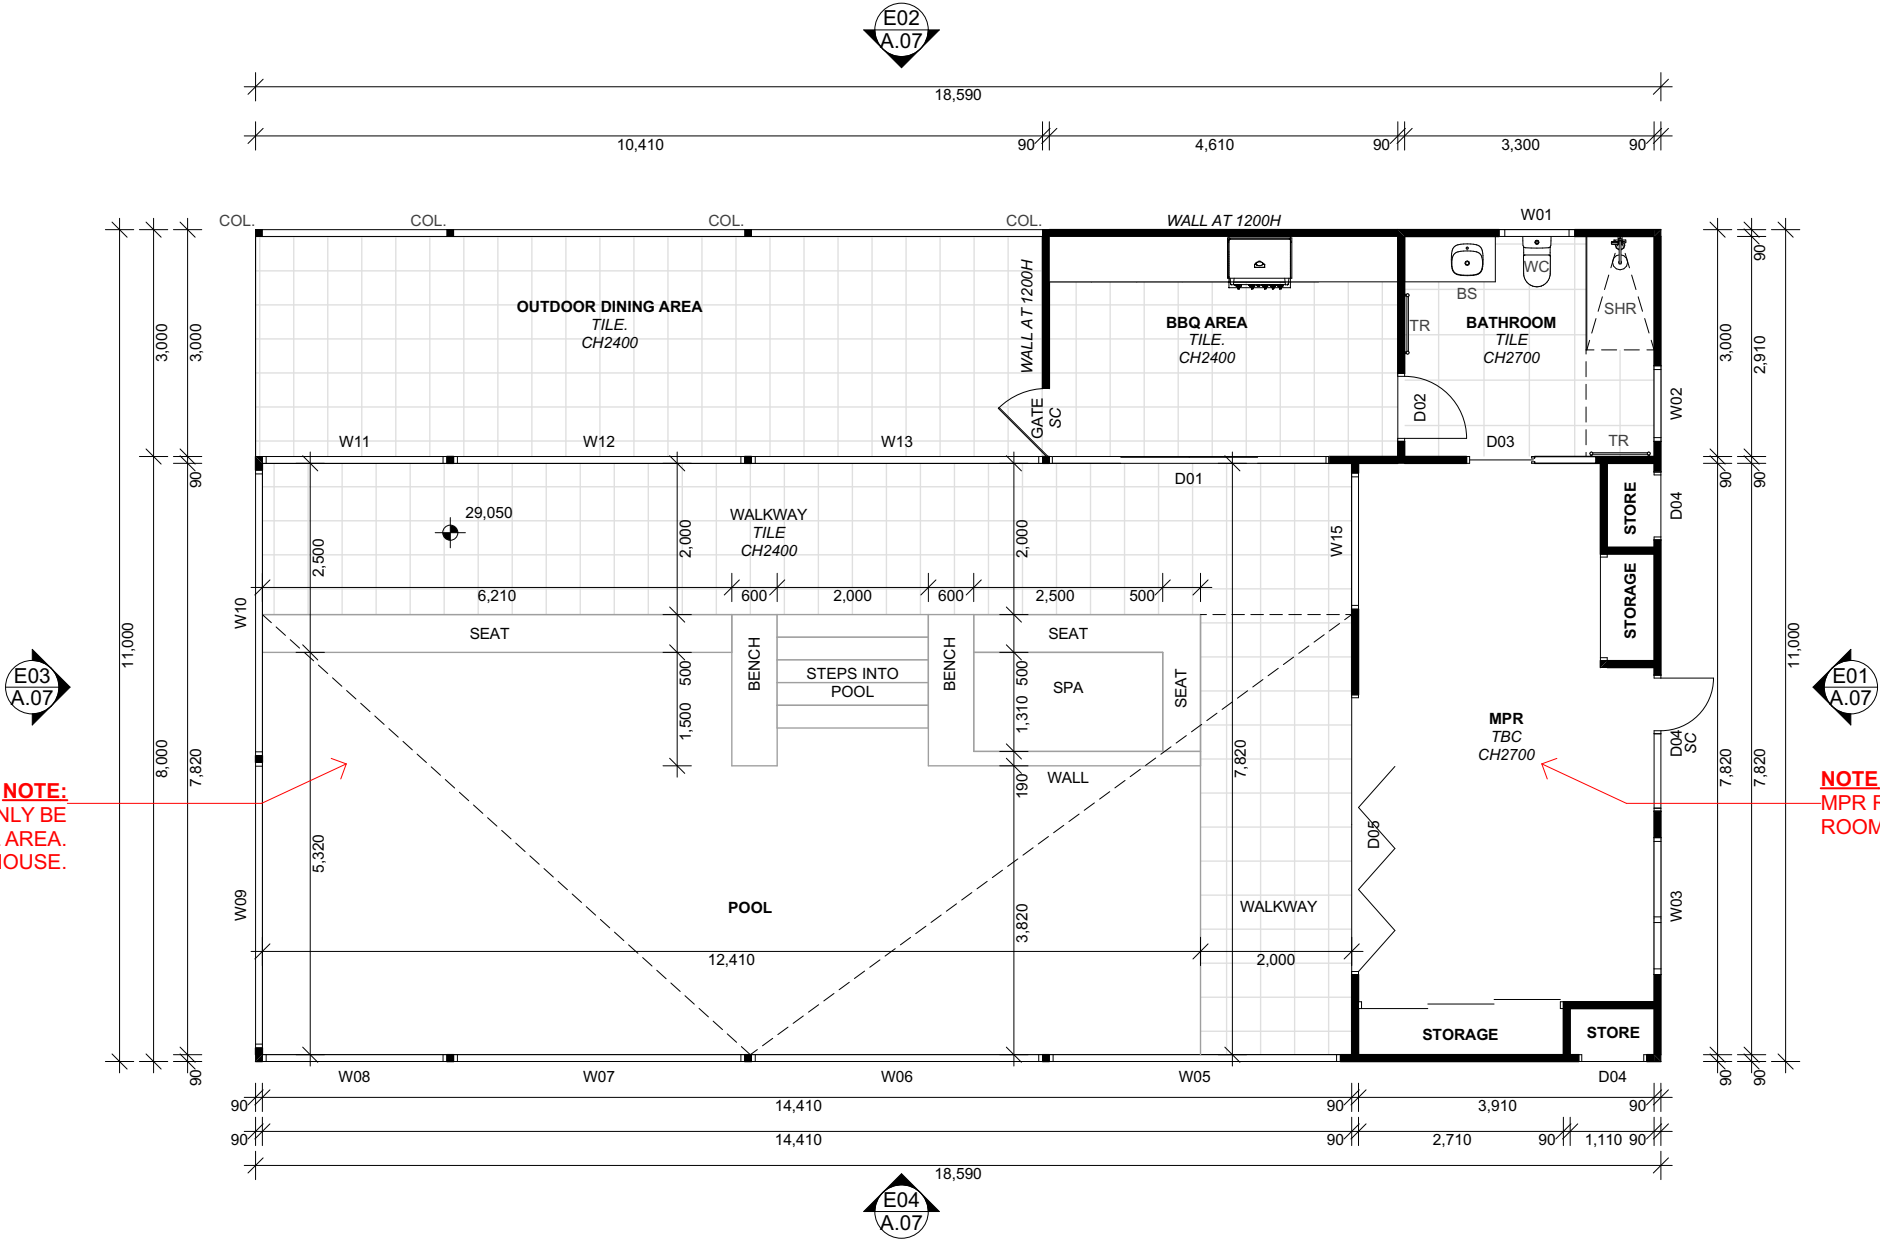 E02
A.07
18,590
10,410
90
4,610
90
3,300
90
COL.
COL.
COL.
COL.
WALL AT 1200H
W01
OUTDOOR DINING AREA
TILE.
CH2400
WALL AT 1200H
BBQ AREA
TILE.
CH2400
TR
BS
WC
SHR
BATHROOM
TILE
CH2700
3,000
3,000
3,000
2,910
90
W02
GATE
SC
D02
D03
TR
W11
W12
W13
D01
90
90
90
29,050
WALKWAY
TILE
CH2400
2,500
2,000
2,000
W15
STORE
D04
STORAGE
6,210
600
2,000
600
2,500
500
W10
SEAT
BENCH
STEPS INTO
POOL
BENCH
SEAT
SPA
SEAT
500
1,500
500
1,310
190
WALL
7,820
11,000
8,000
7,820
E03
A.07
E01
A.07
11,000
7,820
7,820
MPR
TBC
CH2700
D04
SC
NOTE:
NLY BE
AREA.
HOUSE.
NOTE
MPR F
ROOM
5,320
W09
POOL
3,820
12,410
WALKWAY
2,000
D05
W03
STORAGE
STORE
90
90
90
W08
W07
W06
W05
D04
90
14,410
90
3,910
90
90
14,410
90
2,710
90
1,110
90
18,590
E04
A.07